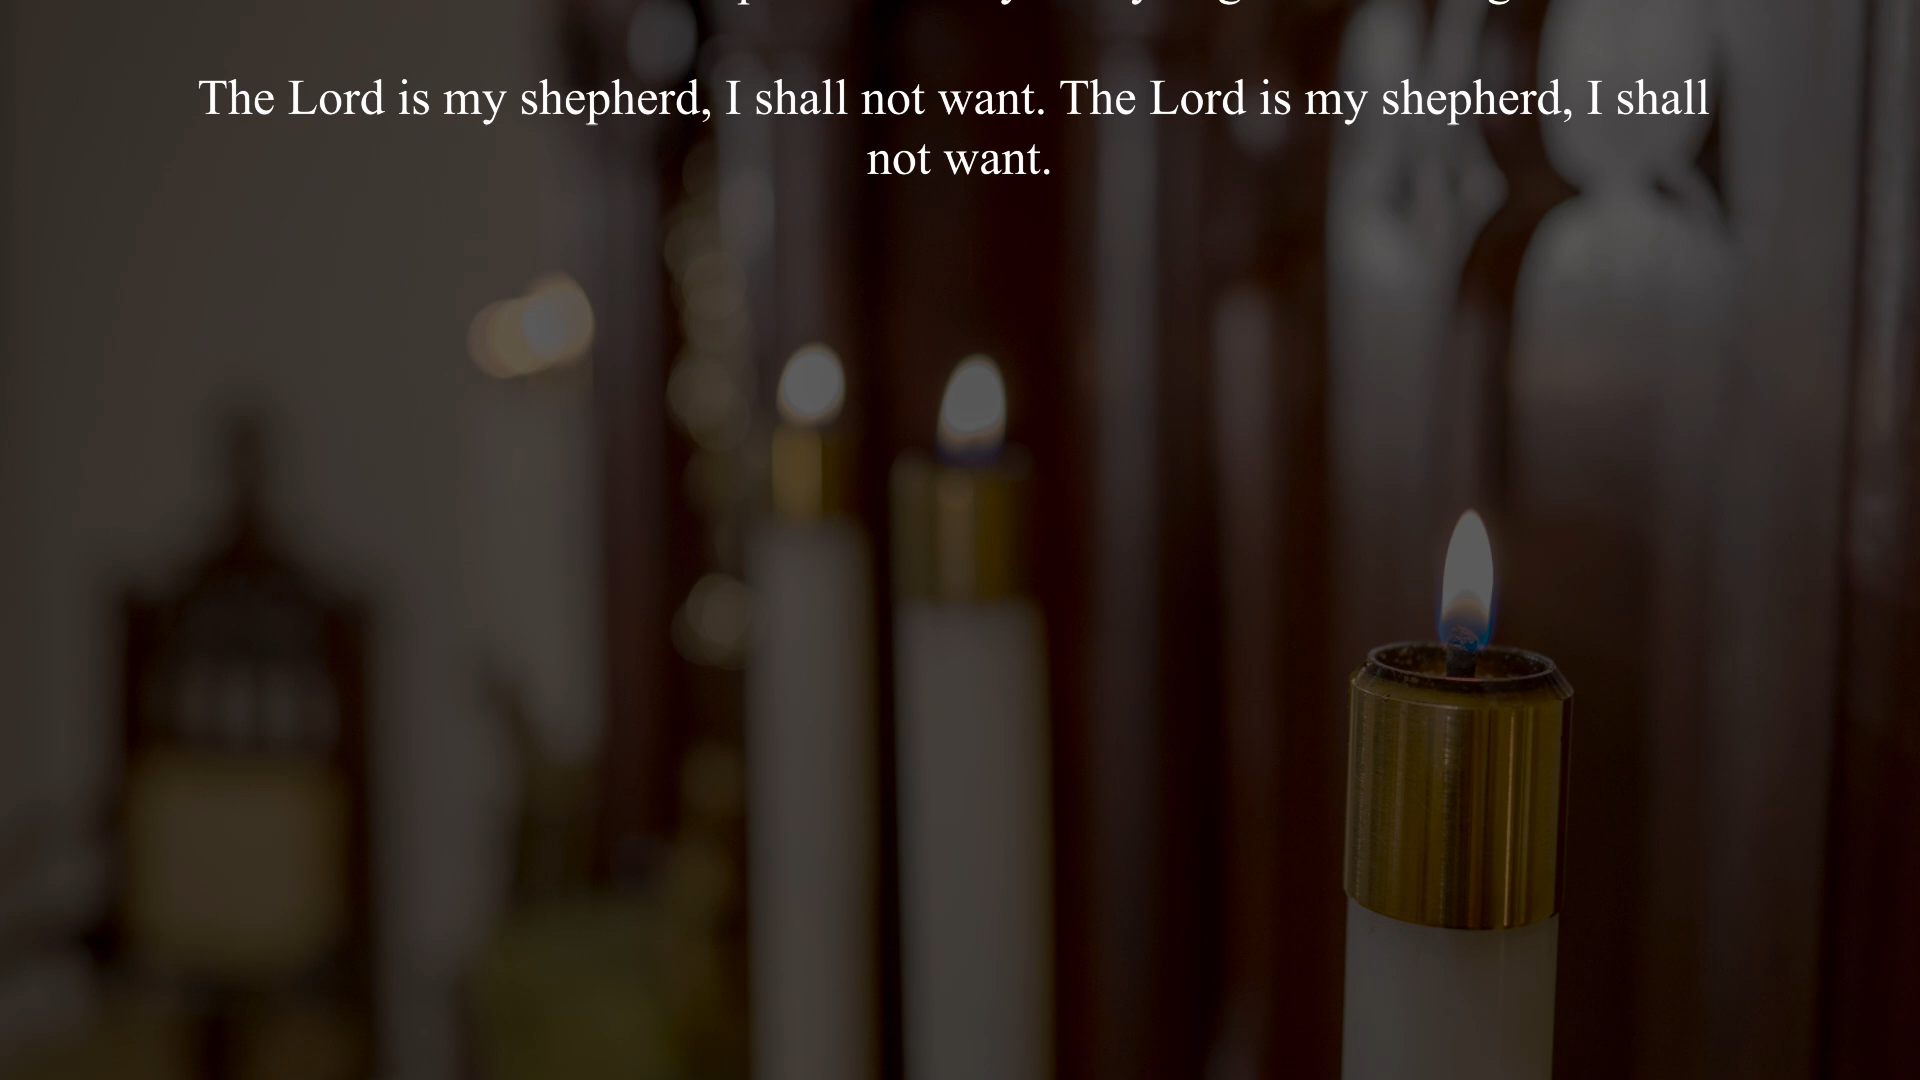 The Lord is my shepherd, I shall not want. The Lord is my shepherd, I shall
not want.